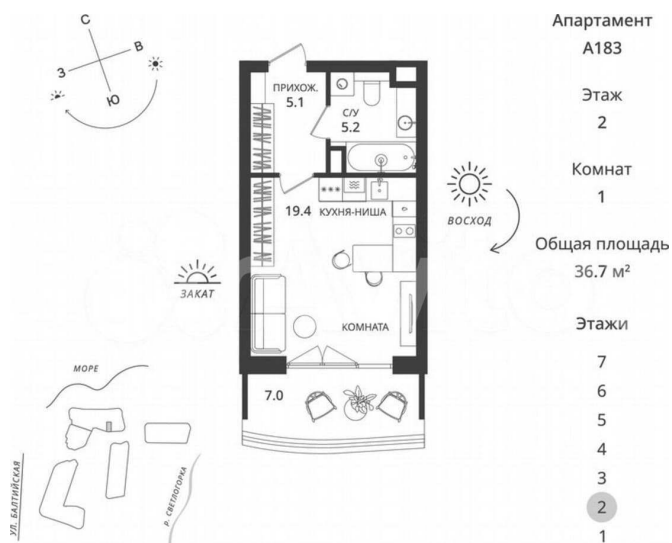 С
В
З
Ю
ПРИХОЖ.
5.1
С/У
5.2
19.4
КУХНЯ-НИША
КОМНАТА
7.0
ЗАКАТ
ВОСХОД
МОРЕ
УЛ. БАЛТИЙСКАЯ
Р. СВЕТЛОГОРКА
Апартамент
А183
Этаж
2
Комнат
1
Общая площадь
36.7 м²
Этажи
7
6
5
4
3
2
1